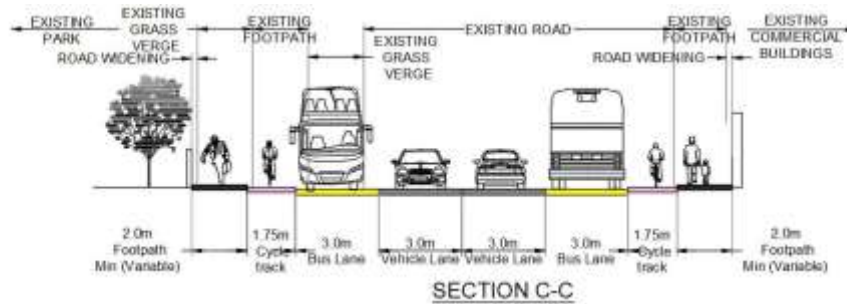 EXISTING
PARK
EXISTING
GRASS
VERGE
ROAD WIDENING
EXISTING
FOOTPATH
EXISTING
GRASS
VERGE
EXISTING ROAD
EXISTING
FOOTPATH
ROAD WIDENING
EXISTING
COMMERCIAL
BUILDINGS
2.0m
Footpath
Min (Variable)
1.75m
Cycle
track
3.0m
Bus Lane
3.0m
Vehicle Lane
3.0m
Vehicle Lane
3.0m
Bus Lane
1.75m
Cycle
track
2.0m
Footpath
Min (Variable)
SECTION C-C